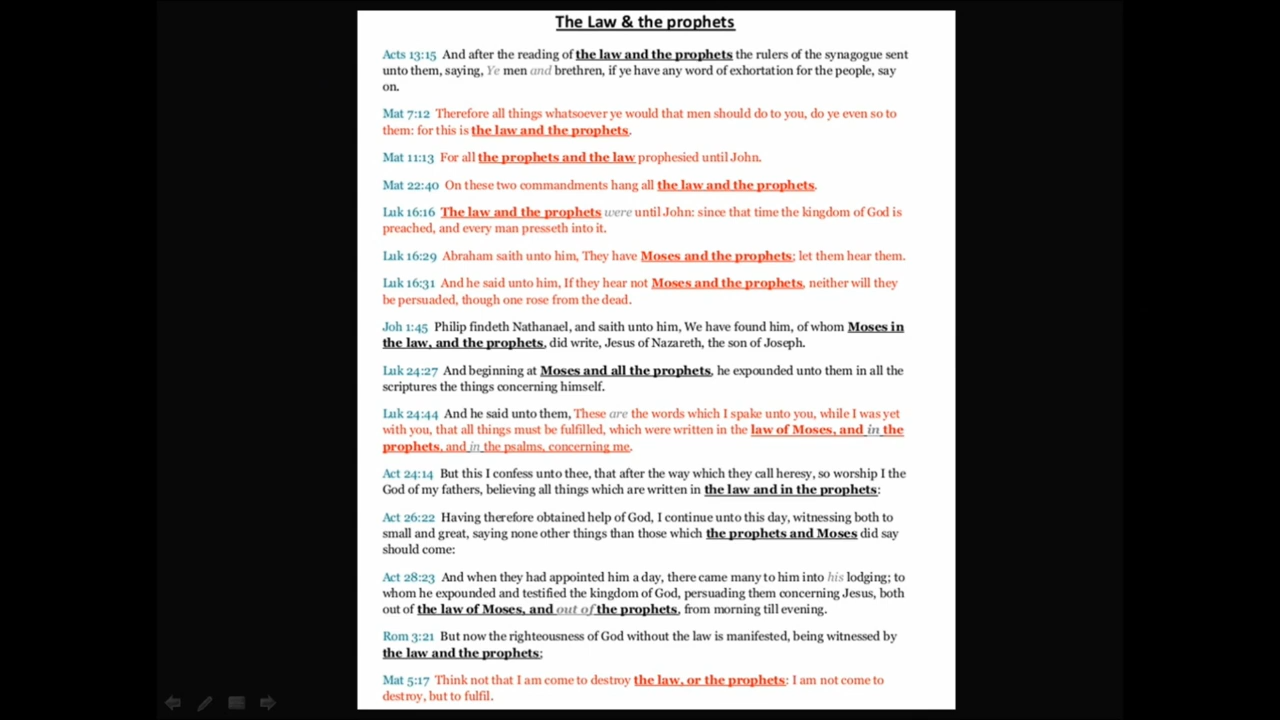 The Law & the prophets
Acts 13:15 And after the reading of the law and the prophets the rulers of the synagogue sent
unto them, saying, Ye men and brethren, if ye have any word of exhortation for the people, say
on.
Mat 7:12 Therefore all things whatsoever ye would that men should do to you, do ye even so to
them: for this is the law and the prophets.
Mat 11:13 For all the prophets and the law prophesied until John.
Mat 22:40 On these two commandments hang all the law and the prophets.
Luk 16:16 The law and the prophets were until John: since that time the kingdom of God is
preached, and every man presseth into it.
Luk 16:29 Abraham saith unto him, They have Moses and the prophets; let them hear them.
Luk 16:31 And he said unto him, If they hear not Moses and the prophets, neither will they
be persuaded, though one rose from the dead.
Joh 1:45 Philip findeth Nathanael, and saith unto him, We have found him, of whom Moses in
the law, and the prophets, did write, Jesus of Nazareth, the son of Joseph.
Luk 24:27 And beginning at Moses and all the prophets, he expounded unto them in all the
scriptures the things concerning himself.
Luk 24:44 And he said unto them, These are the words which I spake unto you, while I was yet
with you, that all things must be fulfilled, which were written in the law of Moses, and in the
prophets, and in the psalms, concerning me.
Act 24:14 But this I confess unto thee, that after the way which they call heresy, so worship I the
God of my fathers, believing all things which are written in the law and in the prophets:
Act 26:22 Having therefore obtained help of God, I continue unto this day, witnessing both to
small and great, saying none other things than those which the prophets and Moses did say
should come:
Act 28:23 And when they had appointed him a day, there came many to him into his lodging; to
whom he expounded and testified the kingdom of God, persuading them concerning Jesus, both
out of the law of Moses, and out of the prophets, from morning till evening.
Rom 3:21 But now the righteousness of God without the law is manifested, being witnessed by
the law and the prophets;
Mat 5:17 Think not that I am come to destroy the law, or the prophets: I am not come to
destroy, but to fulfil.